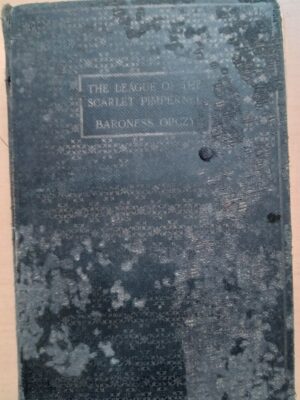 THE LEAGUE OF THE
SCARLET PIMPERNEL
BARONESS ORCZY